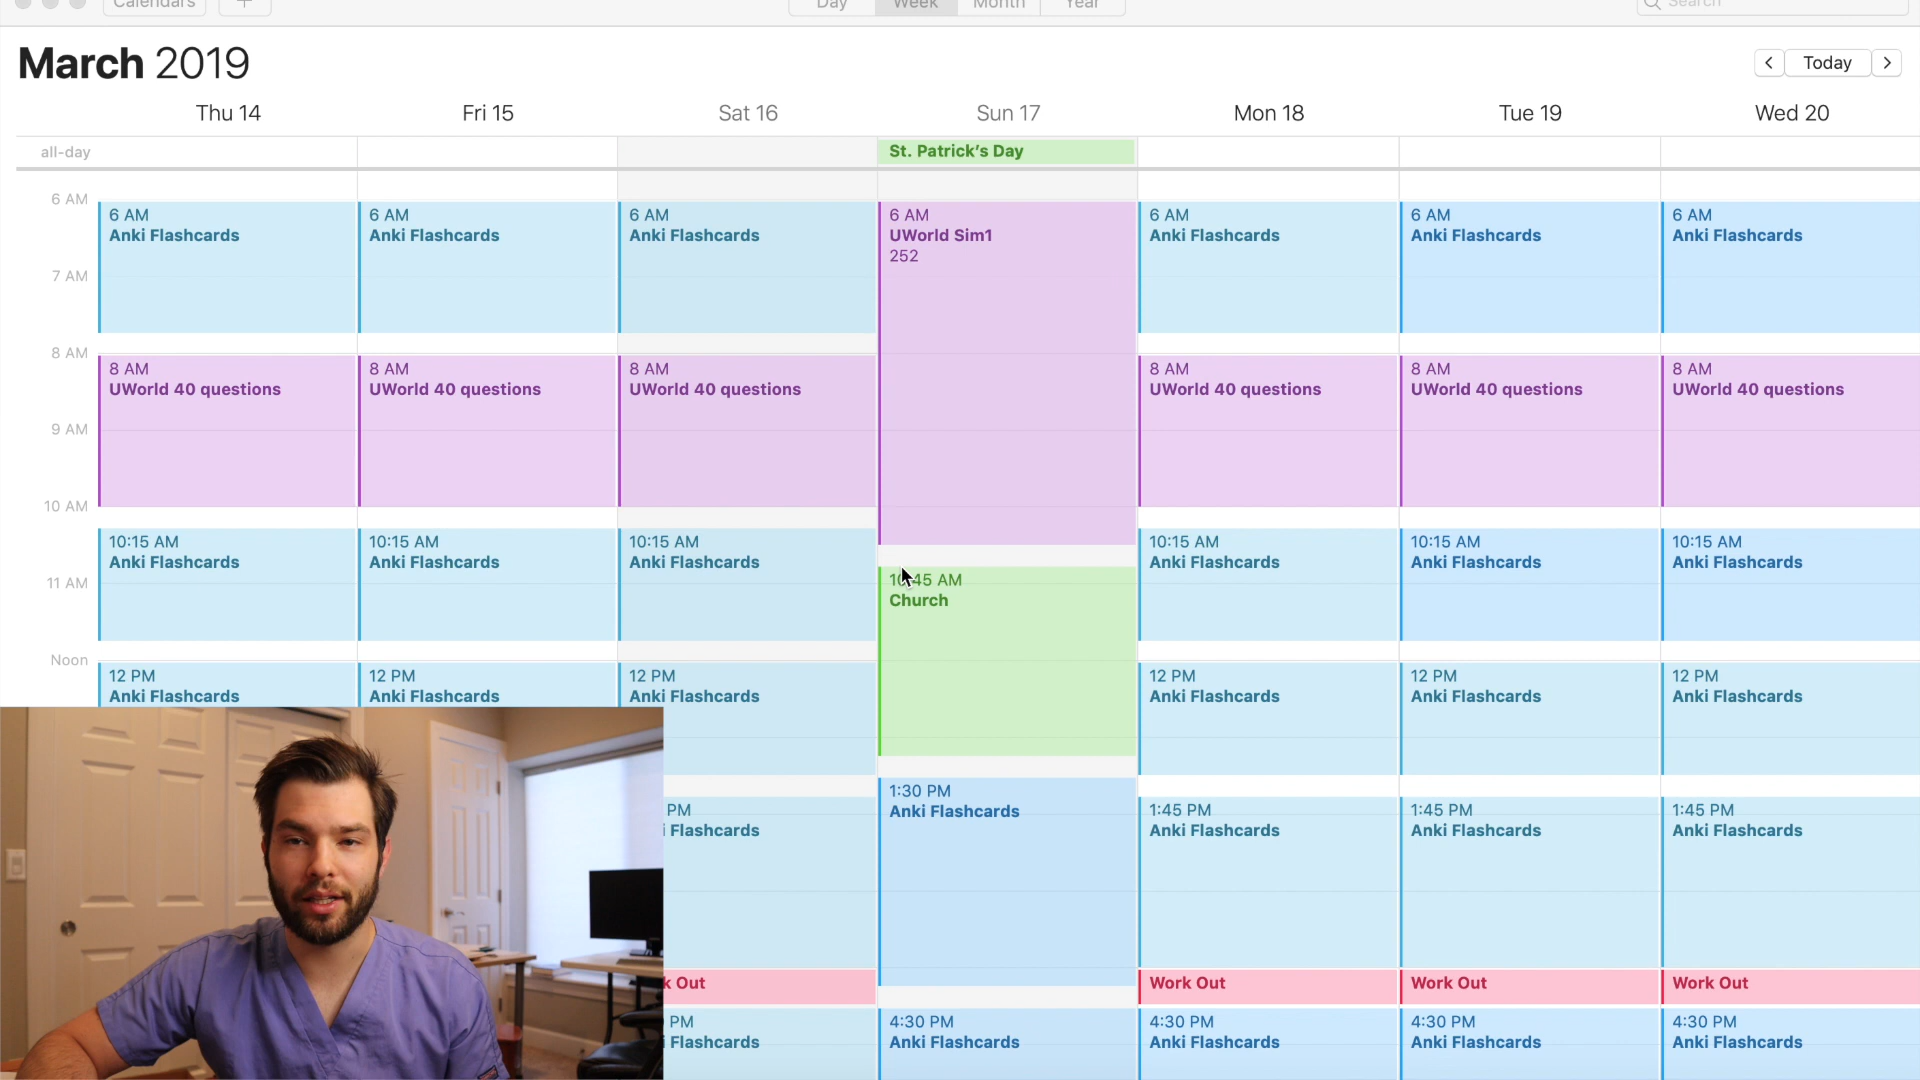 Calendars
Day Week Month Year
Search
March 2019
Today
Thu 14
Fri 15
Sat 16
Sun 17
Mon 18
Tue 19
Wed 20
all-day
St. Patrick's Day
6 AM
7 AM
8 AM
9 AM
10 AM
11 AM
Noon
6 AM
Anki Flashcards
8 AM
UWorld 40 questions
10:15 AM
Anki Flashcards
12 PM
Anki Flashcards
6 AM
Anki Flashcards
8 AM
UWorld 40 questions
10:15 AM
Anki Flashcards
12 PM
Anki Flashcards
6 AM
Anki Flashcards
8 AM
UWorld 40 questions
10:15 AM
Anki Flashcards
12 PM
Anki Flashcards
PM
Flashcards
Out
PM
Flashcards
6 AM
UWorld Sim1
252
10:45 AM
Church
1:30 PM
Anki Flashcards
4:30 PM
Anki Flashcards
6 AM
Anki Flashcards
8 AM
UWorld 40 questions
10:15 AM
Anki Flashcards
12 PM
Anki Flashcards
1:45 PM
Anki Flashcards
Work Out
4:30 PM
Anki Flashcards
6 AM
Anki Flashcards
8 AM
UWorld 40 questions
10:15 AM
Anki Flashcards
12 PM
Anki Flashcards
1:45 PM
Anki Flashcards
Work Out
4:30 PM
Anki Flashcards
6 AM
Anki Flashcards
8 AM
UWorld 40 questions
10:15 AM
Anki Flashcards
12 PM
Anki Flashcards
1:45 PM
Anki Flashcards
Work Out
4:30 PM
Anki Flashcards